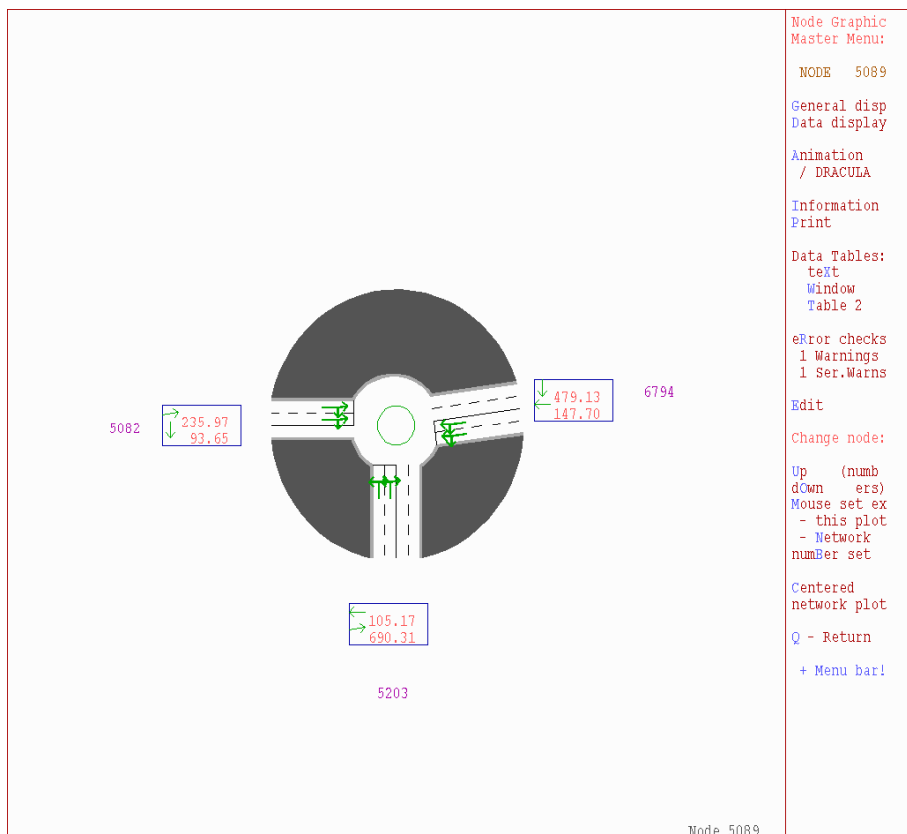 Node Graphic
Master Menu:
NODE 5089
General disp
Data display
Animation
/ DRACULA
Information
Print
Data Tables:
teXt
Window
Table 2
eRror checks
1 Warnings
1 Ser.Warns
Edit
Change node:
Up (numb
dOwn ers)
Mouse set ex
- this plot
- Network
numBer set
Centered
network plot
Q - Return
+ Menu bar!
479.13
147.70
6794
5082
235.97
93.65
105.17
690.31
5203
Node 5089